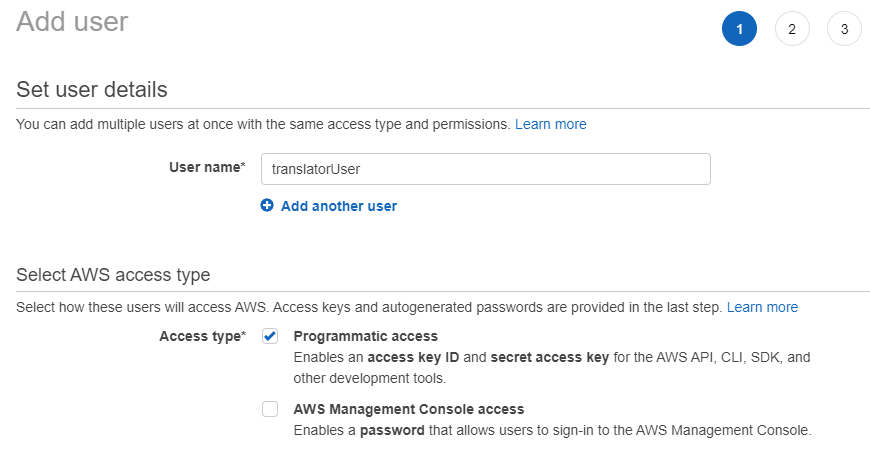 Add user
1 2 3
Set user details
You can add multiple users at once with the same access type and permissions. Learn more
User name* translatorUser
Add another user
Select AWS access type
Select how these users will access AWS. Access keys and autogenerated passwords are provided in the last step. Learn more
Access type* Programmatic access
Enables an access key ID and secret access key for the AWS API, CLI, SDK, and
other development tools.
AWS Management Console access
Enables a password that allows users to sign-in to the AWS Management Console.